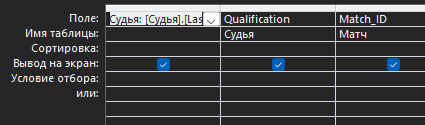 Поле: Судья: [Судья].[Las Qualification Match_ID
Имя таблицы: Судья Матч
Сортировка:
Вывод на экран:
Условие отбора:
или: